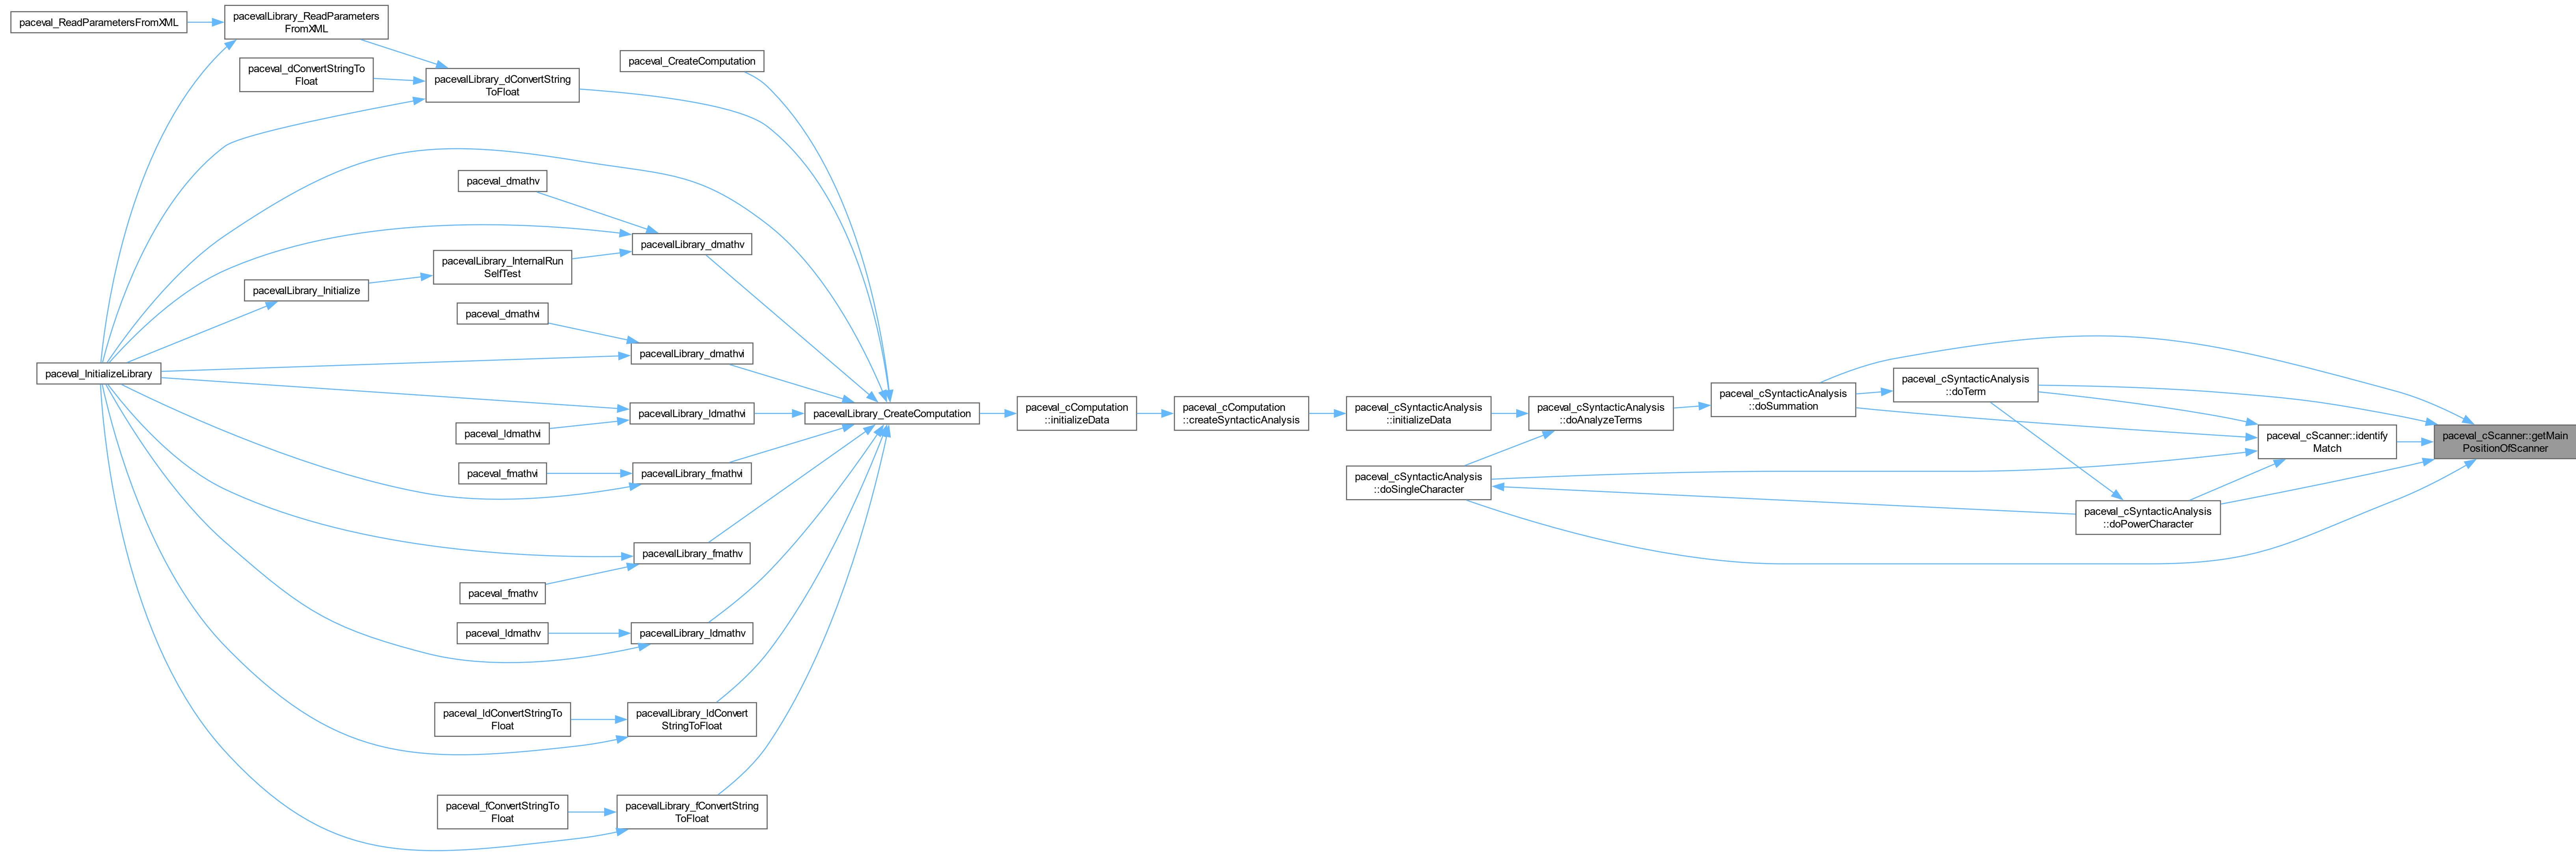 paceval_ReadParametersFromXML
pacevalLibrary_ReadParameters
FromXML
paceval_dConvertStringTo
Float
pacevalLibrary_dConvertString
ToFloat
paceval_CreateComputation
paceval_dmathv
pacevalLibrary_dmathv
pacevalLibrary_InternalRun
SelfTest
pacevalLibrary_Initialize
paceval_dmathvi
pacevalLibrary_dmathvi
paceval_InitializeLibrary
pacevalLibrary_ldmathvi
paceval_ldmathvi
pacevalLibrary_CreateComputation
paceval_cComputation
::initializeData
paceval_cComputation
::createSyntacticAnalysis
paceval_cSyntacticAnalysis
::initializeData
paceval_cSyntacticAnalysis
::doAnalyzeTerms
paceval_cSyntacticAnalysis
::doSummation
paceval_cSyntacticAnalysis
::doTerm
paceval_cScanner::identify
Match
paceval_cScanner::getMain
PositionOfScanner
paceval_cSyntacticAnalysis
::doSingleCharacter
paceval_cSyntacticAnalysis
::doPowerCharacter
paceval_fmathvi
pacevalLibrary_fmathvi
pacevalLibrary_fmathv
paceval_fmathv
paceval_ldmathv
pacevalLibrary_ldmathv
paceval_ldConvertStringTo
Float
pacevalLibrary_ldConvert
StringToFloat
paceval_fConvertStringTo
Float
pacevalLibrary_fConvertString
ToFloat